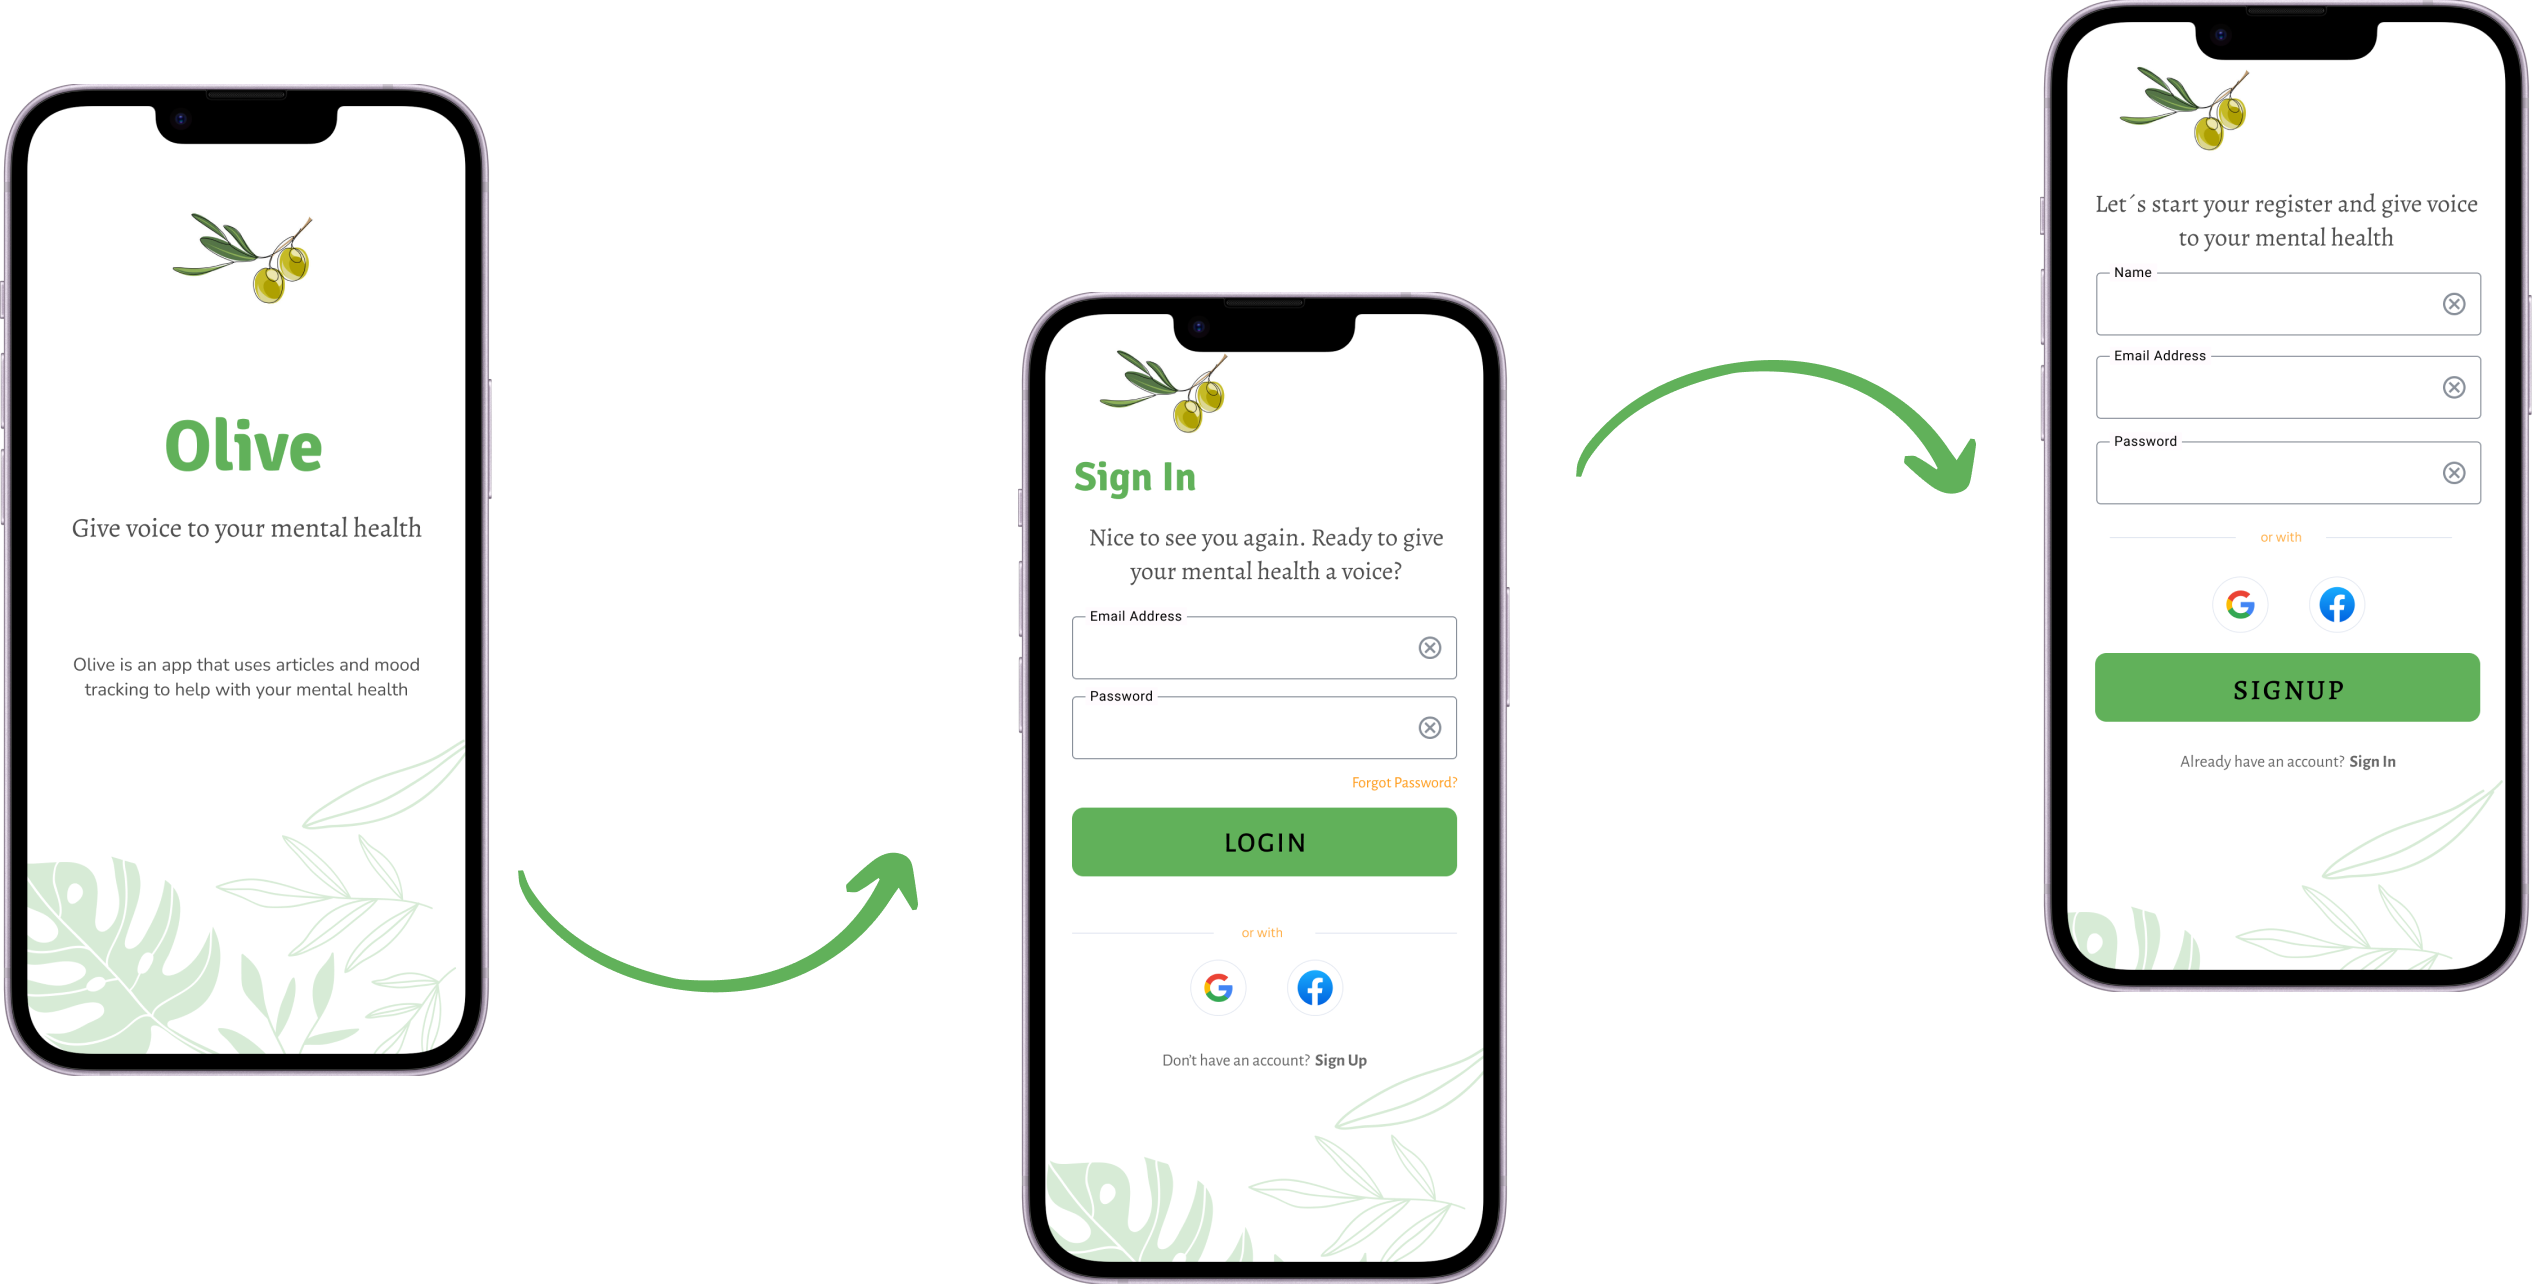 Olive
Give voice to your mental health
Olive is an app that uses articles and mood
tracking to help with your mental health
Sign In
Nice to see you again. Ready to give
your mental health a voice?
Email Address
Password
Forgot Password?
LOGIN
or with
Don't have an account? Sign Up
Let´s start your register and give voice
to your mental health
Name
Email Address
Password
or with
SIGNUP
Already have an account? Sign In